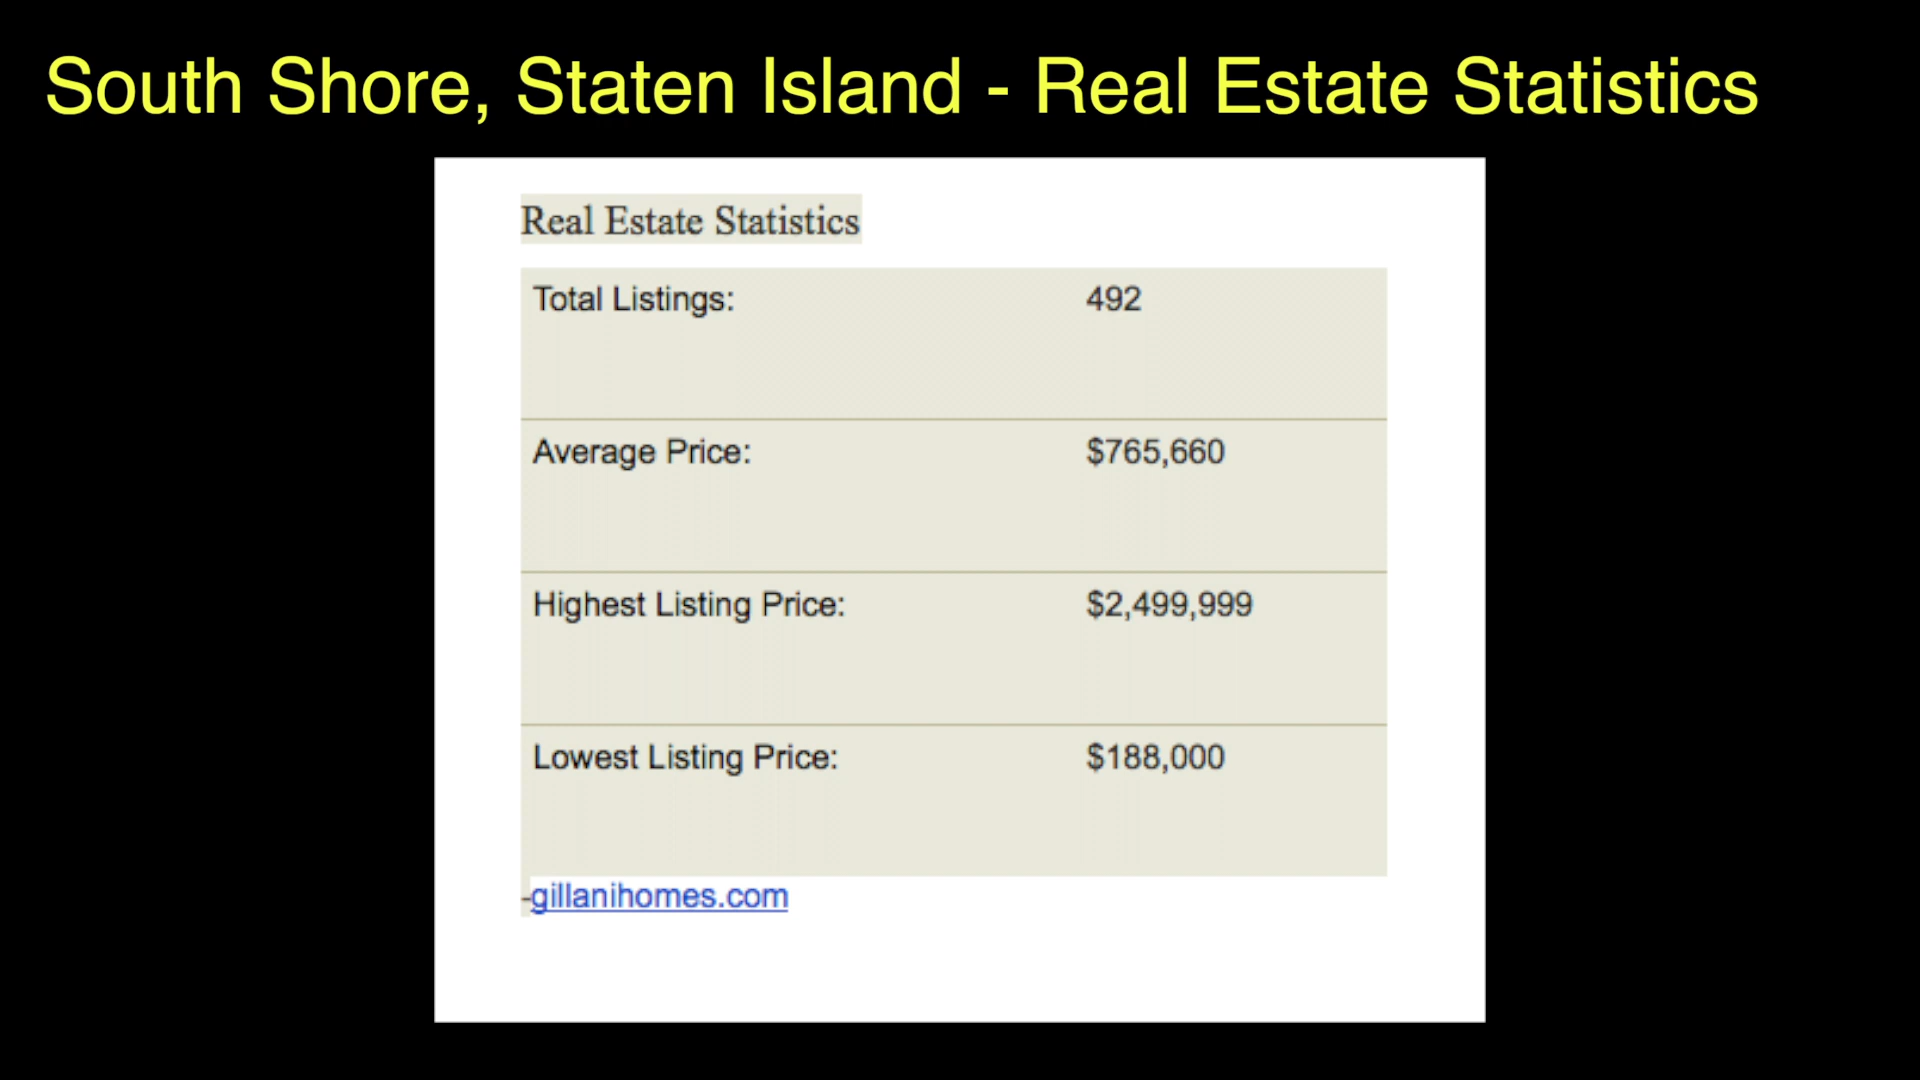 South Shore, Staten Island - Real Estate Statistics
Real Estate Statistics
Total Listings: 492
Average Price: $765,660
Highest Listing Price: $2,499,999
Lowest Listing Price: $188,000
-gillanihomes.com